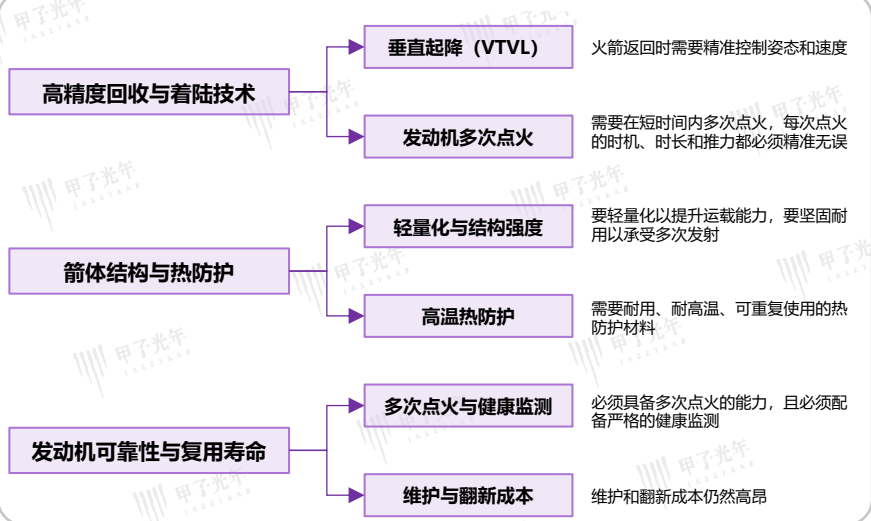 垂直起降（VTVL）
火箭返回时需要精准控制姿态和速度
高精度回收与着陆技术
发动机多次点火
需要在短时间内多次点火，每次点火
的时机、时长和推力都必须精准无误
轻量化与结构强度
要轻量化以提升运载能力，要坚固耐
用以承受多次发射
箭体结构与热防护
高温热防护
需要耐用、耐高温、可重复使用的热
防护材料
多次点火与健康监测
必须具备多次点火的能力，且必须配
备严格的健康监测
发动机可靠性与复用寿命
维护与翻新成本
维护和翻新成本仍然高昂
甲子光年
JAZZYEAR